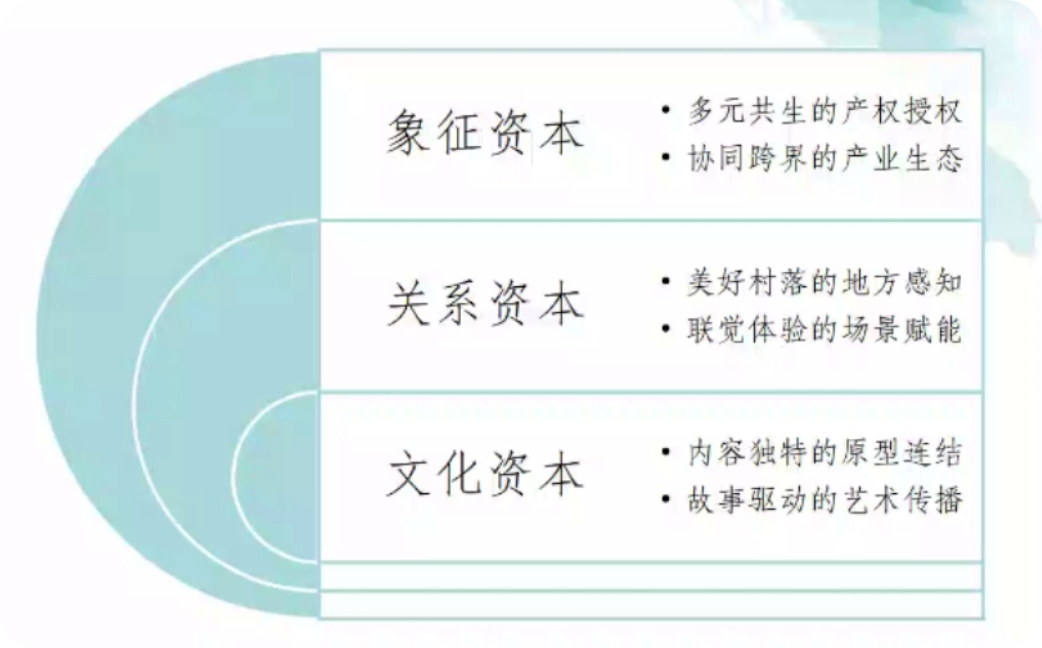 象征资本
• 多元共生的产权授权
• 协同跨界的产业生态
关系资本
• 美好村落的地方感知
• 联觉体验的场景赋能
文化资本
• 内容独特的原型连结
• 故事驱动的艺术传播